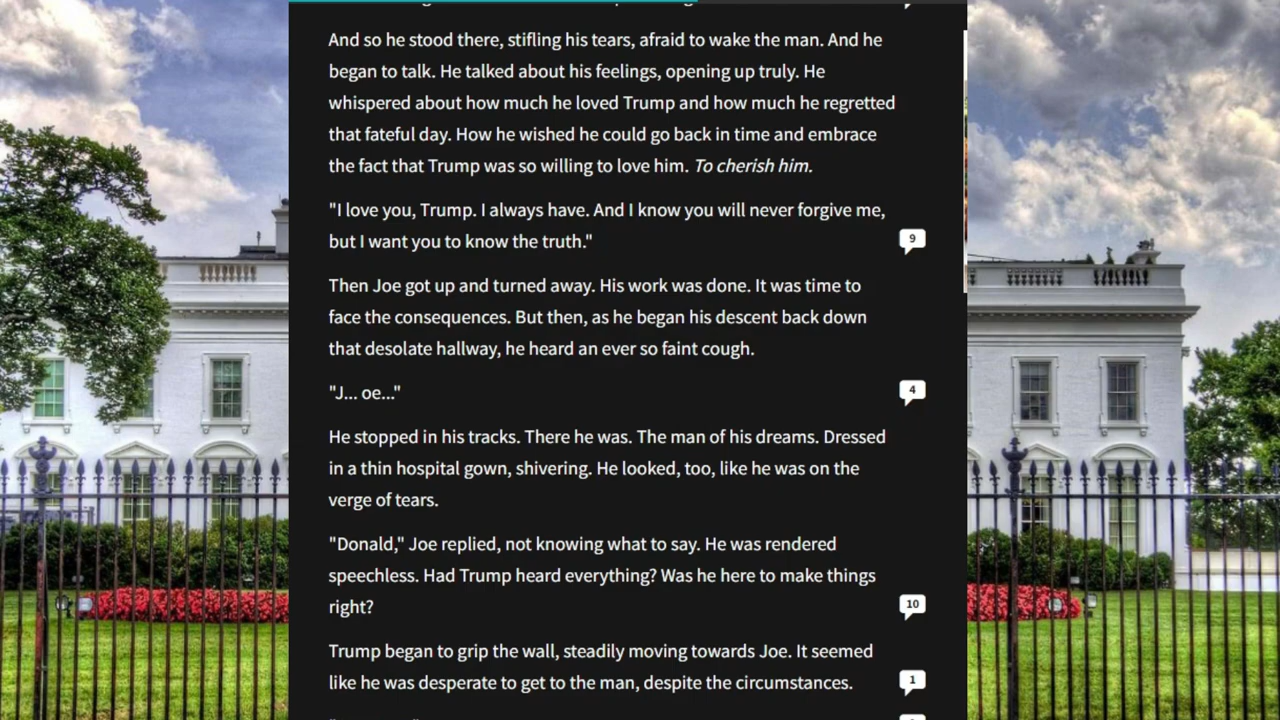 And so he stood there, stifling his tears, afraid to wake the man. And he
began to talk. He talked about his feelings, opening up truly. He
whispered about how much he loved Trump and how much he regretted
that fateful day. How he wished he could go back in time and embrace
the fact that Trump was so willing to love him. To cherish him.
"I love you, Trump. I always have. And I know you will never forgive me,
but I want you to know the truth."
9
Then Joe got up and turned away. His work was done. It was time to
face the consequences. But then, as he began his descent back down
that desolate hallway, he heard an ever so faint cough.
"J... oe..."
4
He stopped in his tracks. There he was. The man of his dreams. Dressed
in a thin hospital gown, shivering. He looked, too, like he was on the
verge of tears.
"Donald," Joe replied, not knowing what to say. He was rendered
speechless. Had Trump heard everything? Was he here to make things
right?
10
Trump began to grip the wall, steadily moving towards Joe. It seemed
like he was desperate to get to the man, despite the circumstances.
1